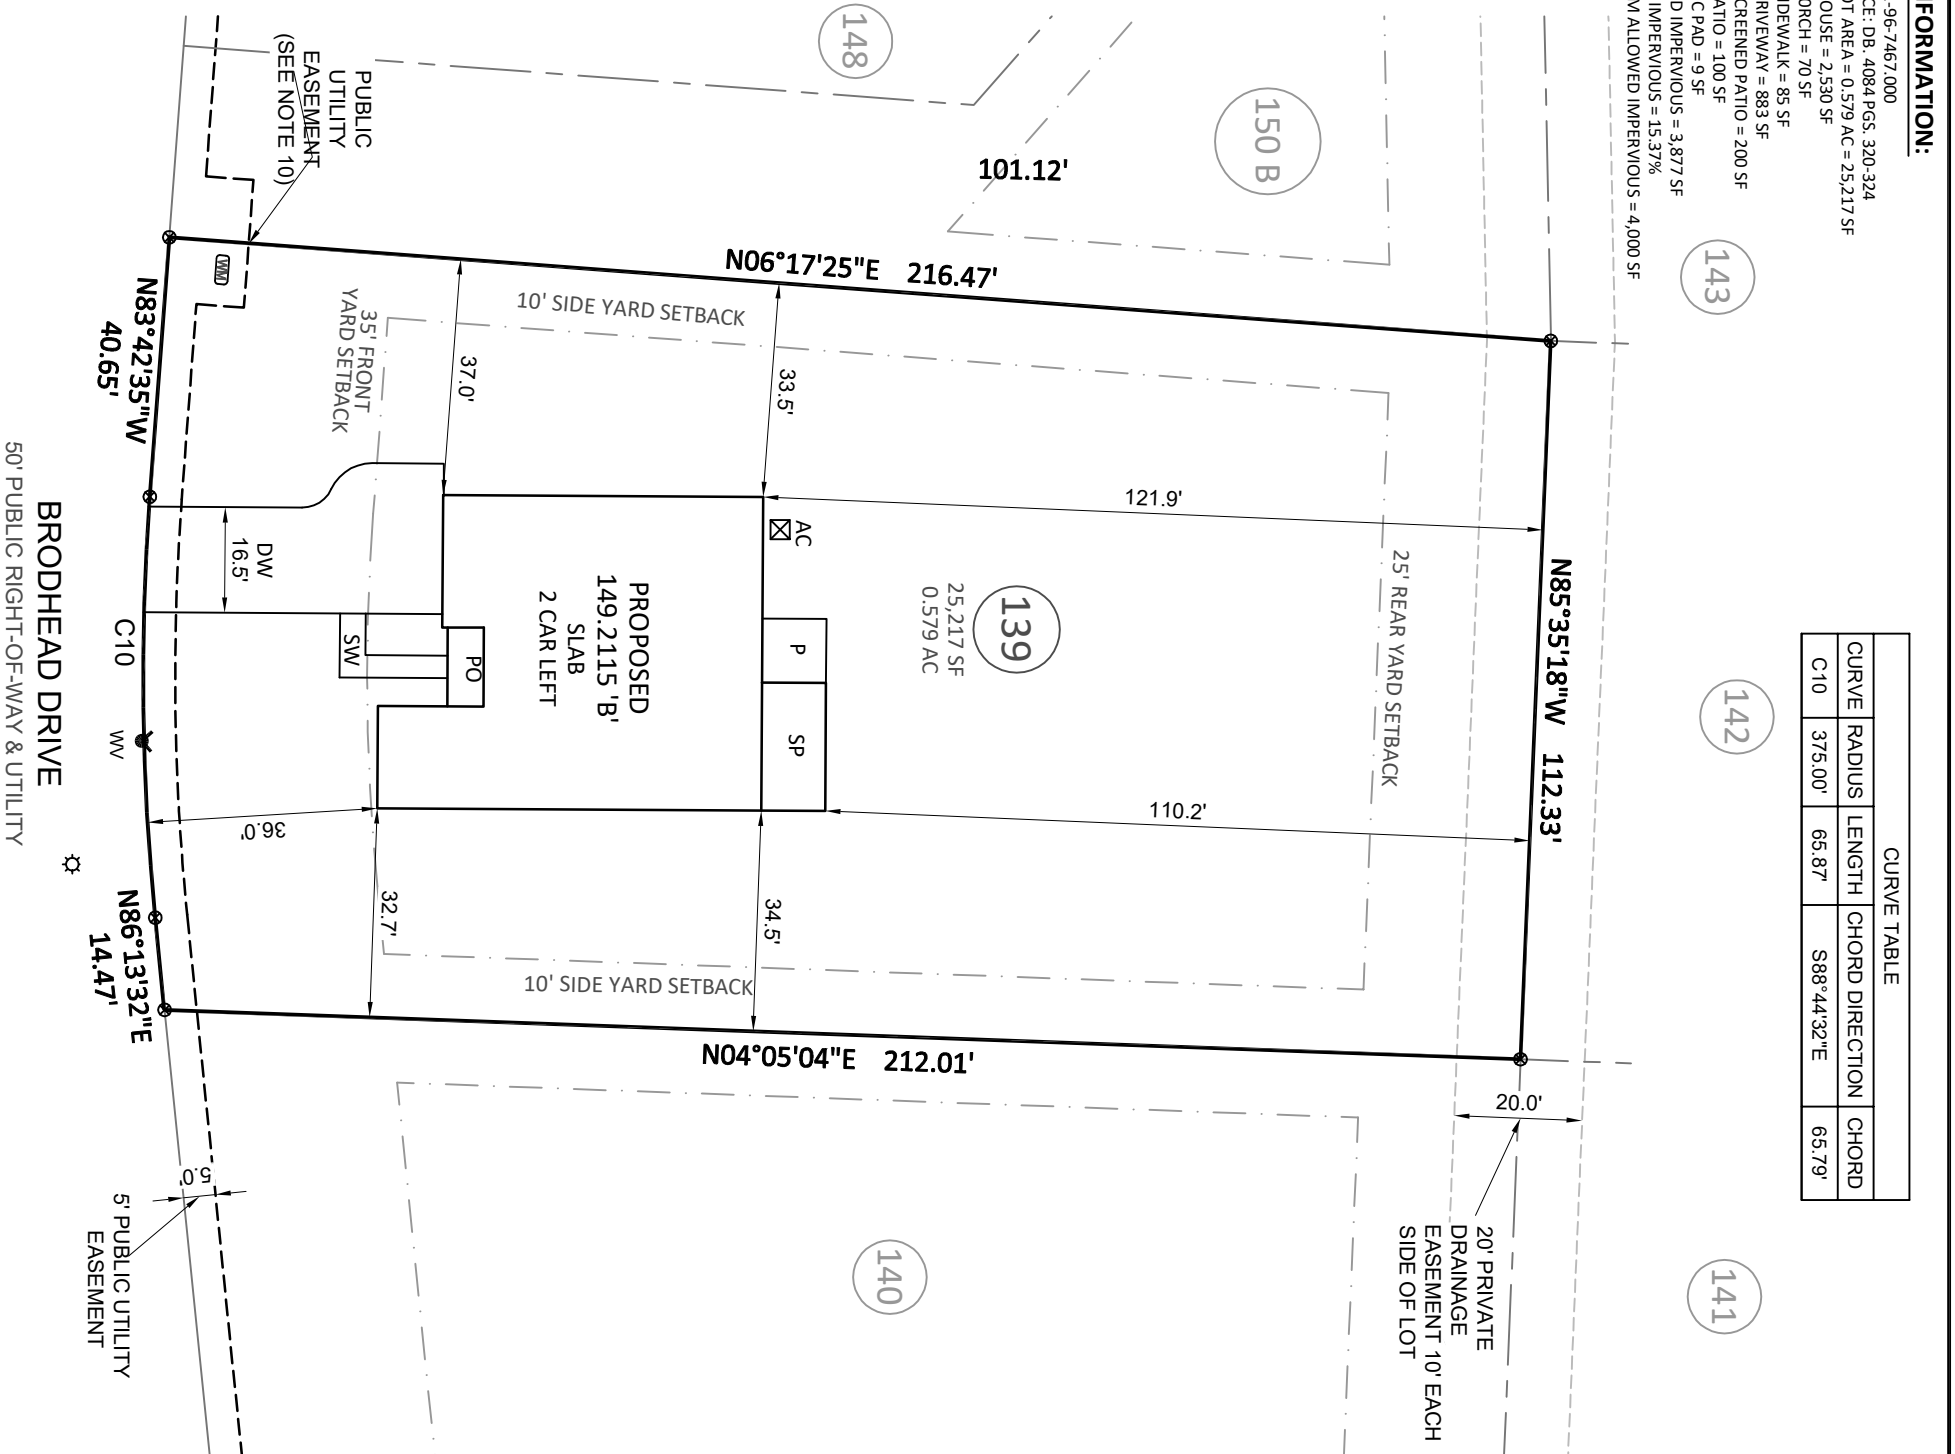 FORMATION:
-96-7467.000
CE: DB. 4084 PGS. 320-324
OT AREA = 0.579 AC = 25,217 SF
OUSE = 2,530 SF
ORCH = 70 SF
IDEWALK = 85 SF
RIVEWAY = 883 SF
CREENED PATIO = 200 SF
ATIO = 100 SF
C PAD = 9 SF
D IMPERVIOUS = 3,877 SF
IMPERVIOUS = 15.37%
M ALLOWED IMPERVIOUS = 4,000 SF
CURVE TABLE
CURVE RADIUS LENGTH CHORD DIRECTION CHORD
C10 375.00' 65.87' S88°44'32"E 65.79'
143
142
141
150 B
148
101.12'
N85°35'18"W 112.33'
20.0'
20' PRIVATE
DRAINAGE
EASEMENT 10' EACH
SIDE OF LOT
25' REAR YARD SETBACK
121.9'
110.2'
N06°17'25"E 216.47'
10' SIDE YARD SETBACK
33.5'
37.0'
139
25,217 SF
0.579 AC
AC
P
SP
PROPOSED
149.2115 'B'
SLAB
2 CAR LEFT
PO
SW
34.5'
32.7'
10' SIDE YARD SETBACK
N04°05'04"E 212.01'
140
35' FRONT
YARD SETBACK
DW
16.5'
36.0'
PUBLIC
UTILITY
EASEMENT
(SEE NOTE 10)
WM
N83°42'35"W
40.65'
C10
WV
N86°13'32"E
14.47'
5.0'
5' PUBLIC UTILITY
EASEMENT
BRODHEAD DRIVE
50' PUBLIC RIGHT-OF-WAY & UTILITY